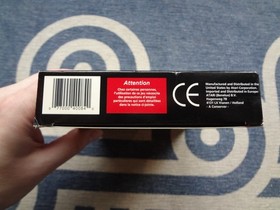 Attention
Chez certaines personnes,
l'utilisation de ce jeu nécessite
des précautions d'emploi
particulières qui sont détaillées
dans la notice ci-jointe.
CE
Manufactured and Distributed in the
United States by Atari Corporation.
Imported and Distributed in Europe:
ATARI (Benelux) B.V.
- A Conserver -